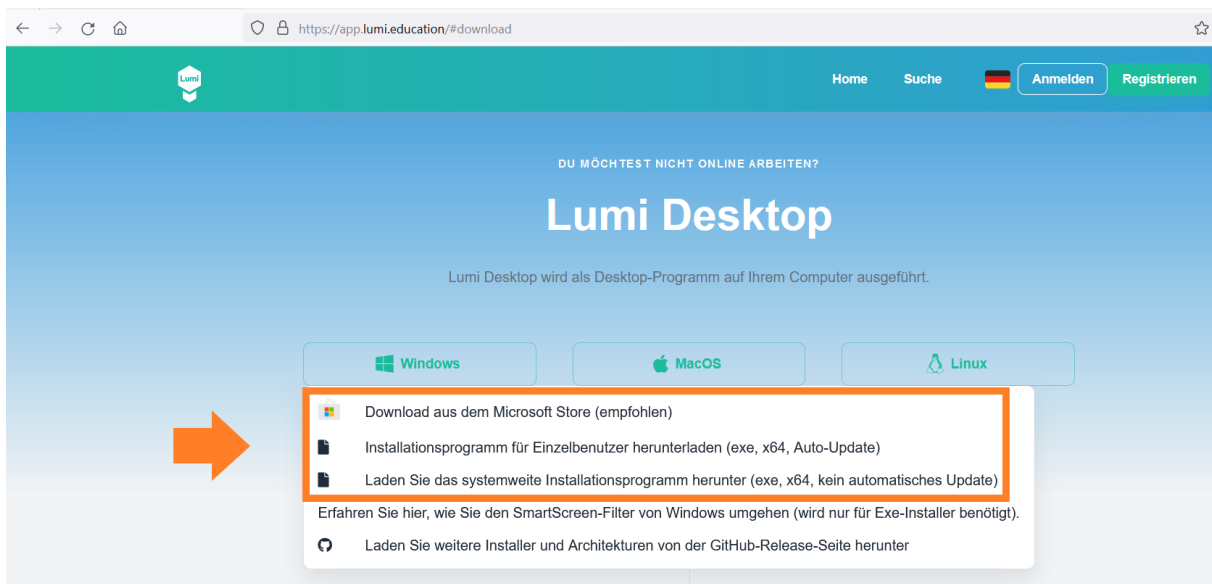 https://app.lumi.education/#download
Lumi
Home
Suche
Anmelden
Registrieren
DU MÖCHTEST NICHT ONLINE ARBEITEN?
Lumi Desktop
Lumi Desktop wird als Desktop-Programm auf Ihrem Computer ausgeführt.
Windows
MacOS
Linux
Download aus dem Microsoft Store (empfohlen)
Installationsprogramm für Einzelbenutzer herunterladen (exe, x64, Auto-Update)
Laden Sie das systemweite Installationsprogramm herunter (exe, x64, kein automatisches Update)
Erfahren Sie hier, wie Sie den SmartScreen-Filter von Windows umgehen (wird nur für Exe-Installer benötigt).
Laden Sie weitere Installer und Architekturen von der GitHub-Release-Seite herunter